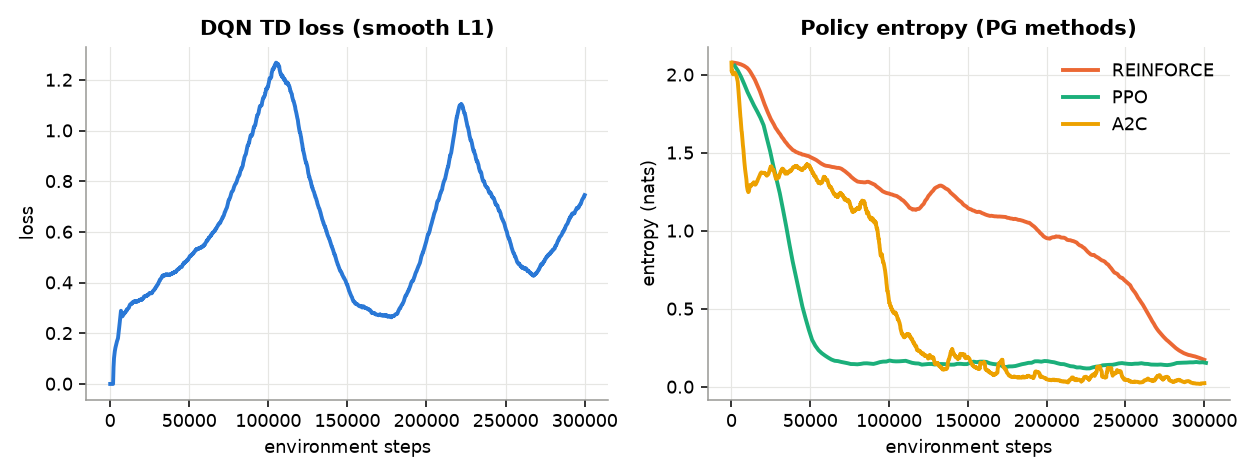 DQN TD loss (smooth L1)
loss
1.2
1.0
0.8
0.6
0.4
0.2
0.0
0 50000 100000 150000 200000 250000 300000
environment steps
Policy entropy (PG methods)
entropy (nats)
2.0
1.5
1.0
0.5
0.0
REINFORCE
PPO
A2C
0 50000 100000 150000 200000 250000 300000
environment steps